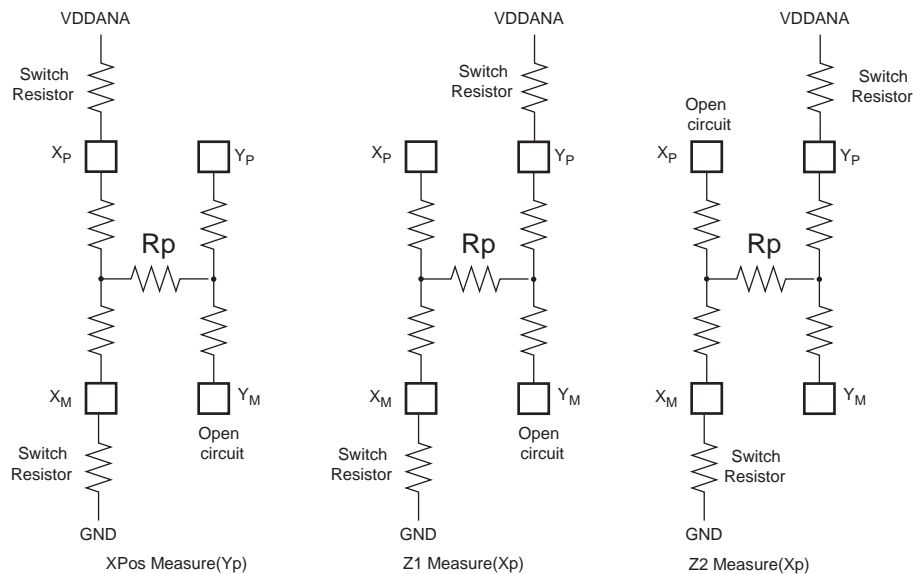 VDDANA
Switch
Resistor
XP
YP
Rp
XM
YM
Open
circuit
Switch
Resistor
GND
XPos Measure(Yp)
VDDANA
Switch
Resistor
XP
YP
Rp
XM
YM
Open
circuit
Switch
Resistor
GND
Z1 Measure(Xp)
VDDANA
Switch
Resistor
Open
circuit
XP
YP
Rp
XM
YM
Switch
Resistor
GND
Z2 Measure(Xp)